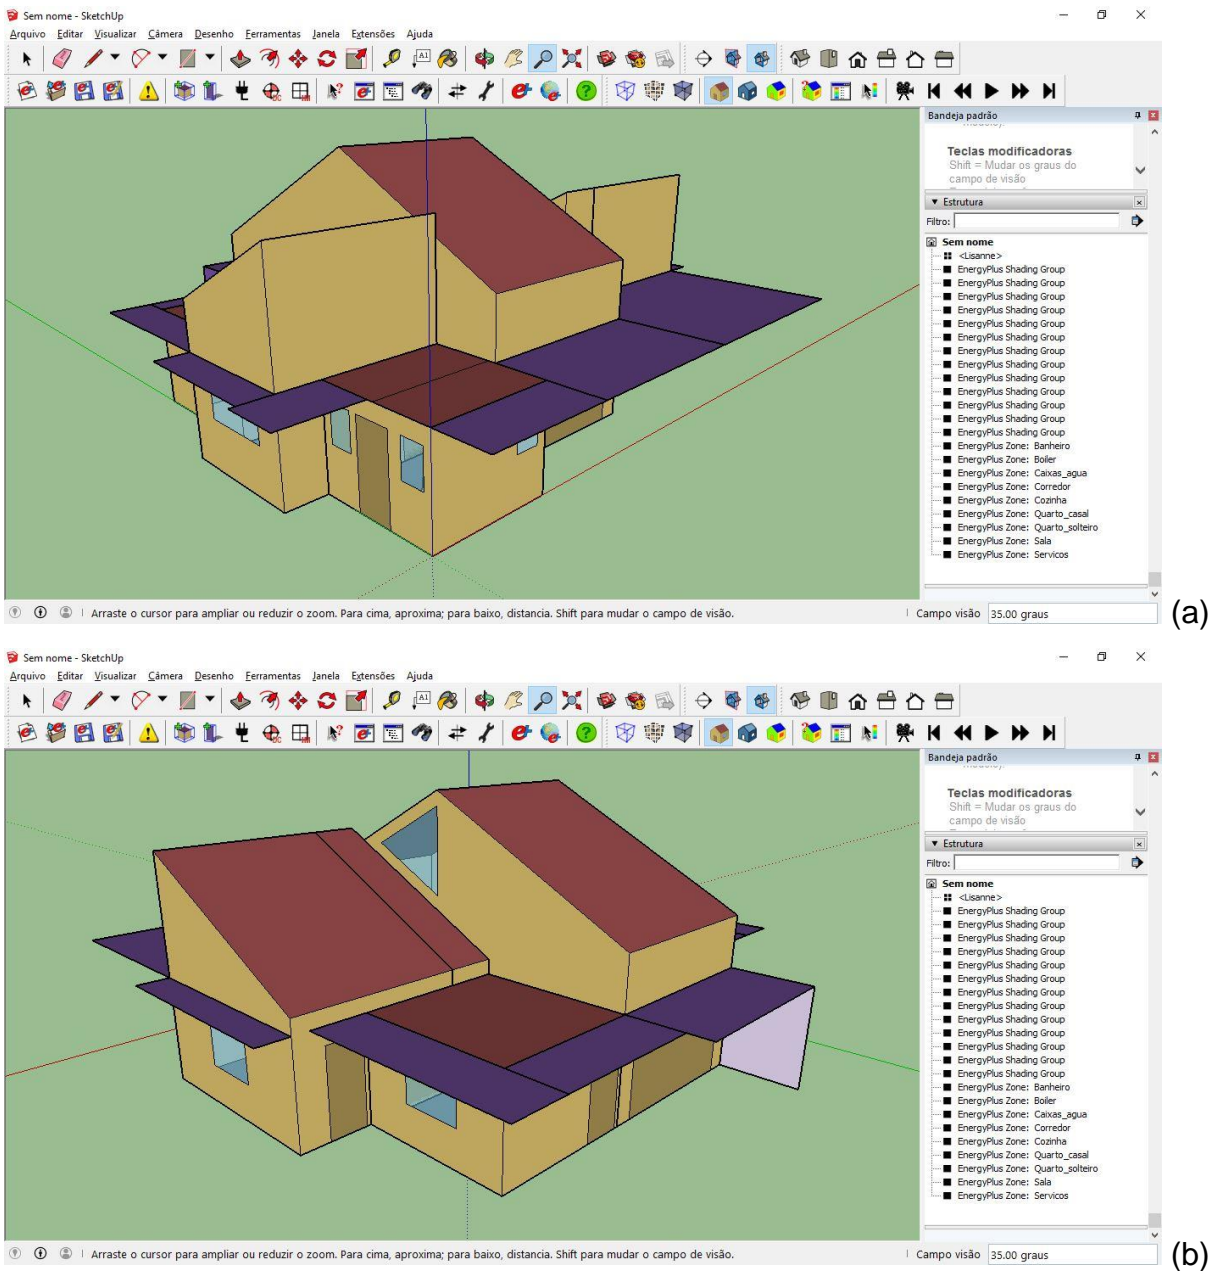 Sem nome - SketchUp
Arquivo Editar Visualizar Câmera Desenho Ferramentas Janela Extensões Ajuda
A1
Bandeja padrão
Teclas modificadoras
Shift = Mudar os graus do
campo de visão
Estrutura
Filtro:
Sem nome
<Lisanne>
EnergyPlus Shading Group
EnergyPlus Shading Group
EnergyPlus Shading Group
EnergyPlus Shading Group
EnergyPlus Shading Group
EnergyPlus Shading Group
EnergyPlus Shading Group
EnergyPlus Shading Group
EnergyPlus Shading Group
EnergyPlus Shading Group
EnergyPlus Shading Group
EnergyPlus Shading Group
EnergyPlus Shading Group
EnergyPlus Zone: Banheiro
EnergyPlus Zone: Boiler
EnergyPlus Zone: Caixas_agua
EnergyPlus Zone: Corredor
EnergyPlus Zone: Cozinha
EnergyPlus Zone: Quarto_casal
EnergyPlus Zone: Quarto_solteiro
EnergyPlus Zone: Sala
EnergyPlus Zone: Servicos
Arraste o cursor para ampliar ou reduzir o zoom. Para cima, aproxima; para baixo, distancia. Shift para mudar o campo de visão. Campo visão 35.00 graus
(a)
Sem nome - SketchUp
Arquivo Editar Visualizar Câmera Desenho Ferramentas Janela Extensões Ajuda
A1
Bandeja padrão
Teclas modificadoras
Shift = Mudar os graus do
campo de visão
Estrutura
Filtro:
Sem nome
<Lisanne>
EnergyPlus Shading Group
EnergyPlus Shading Group
EnergyPlus Shading Group
EnergyPlus Shading Group
EnergyPlus Shading Group
EnergyPlus Shading Group
EnergyPlus Shading Group
EnergyPlus Shading Group
EnergyPlus Shading Group
EnergyPlus Shading Group
EnergyPlus Shading Group
EnergyPlus Shading Group
EnergyPlus Shading Group
EnergyPlus Zone: Banheiro
EnergyPlus Zone: Boiler
EnergyPlus Zone: Caixas_agua
EnergyPlus Zone: Corredor
EnergyPlus Zone: Cozinha
EnergyPlus Zone: Quarto_casal
EnergyPlus Zone: Quarto_solteiro
EnergyPlus Zone: Sala
EnergyPlus Zone: Servicos
Arraste o cursor para ampliar ou reduzir o zoom. Para cima, aproxima; para baixo, distancia. Shift para mudar o campo de visão. Campo visão 35.00 graus
(b)